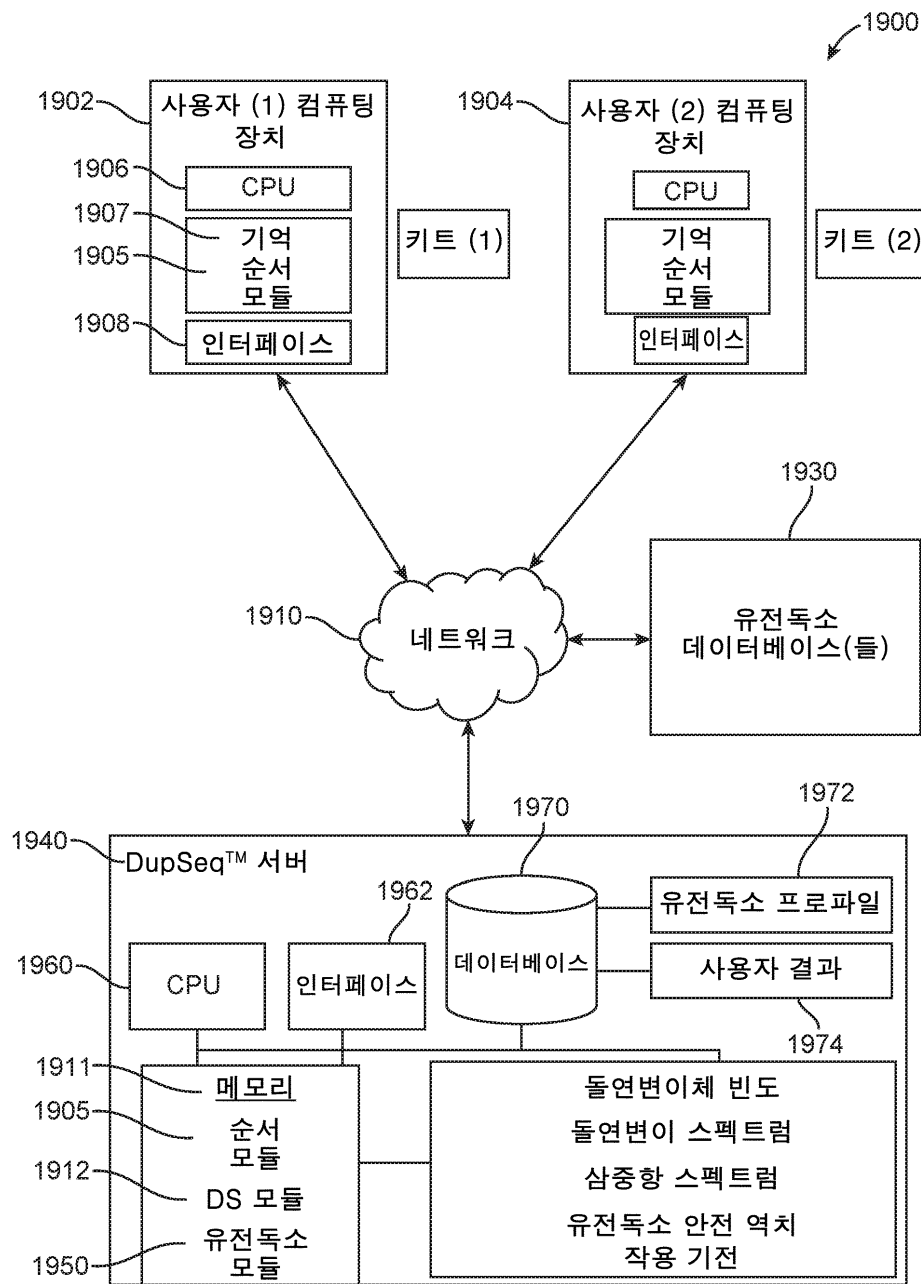 1900
1902
사용자 (1) 컴퓨팅
장치
1906
CPU
1907
기억
1905
순서
모듈
1908
인터페이스
키트 (1)
1904
사용자 (2) 컴퓨팅
장치
CPU
기억
순서
모듈
인터페이스
키트 (2)
1910
네트워크
1930
유전독소
데이터베이스(들)
1940
DupSeq™ 서버
1970
데이터베이스
1972
유전독소 프로파일
사용자 결과
1974
1960
CPU
1962
인터페이스
1911
메모리
1905
순서
모듈
1912
DS 모듈
1950
유전독소
모듈
돌연변이체 빈도
돌연변이 스펙트럼
삼중항 스펙트럼
유전독소 안전 역치
작용 기전